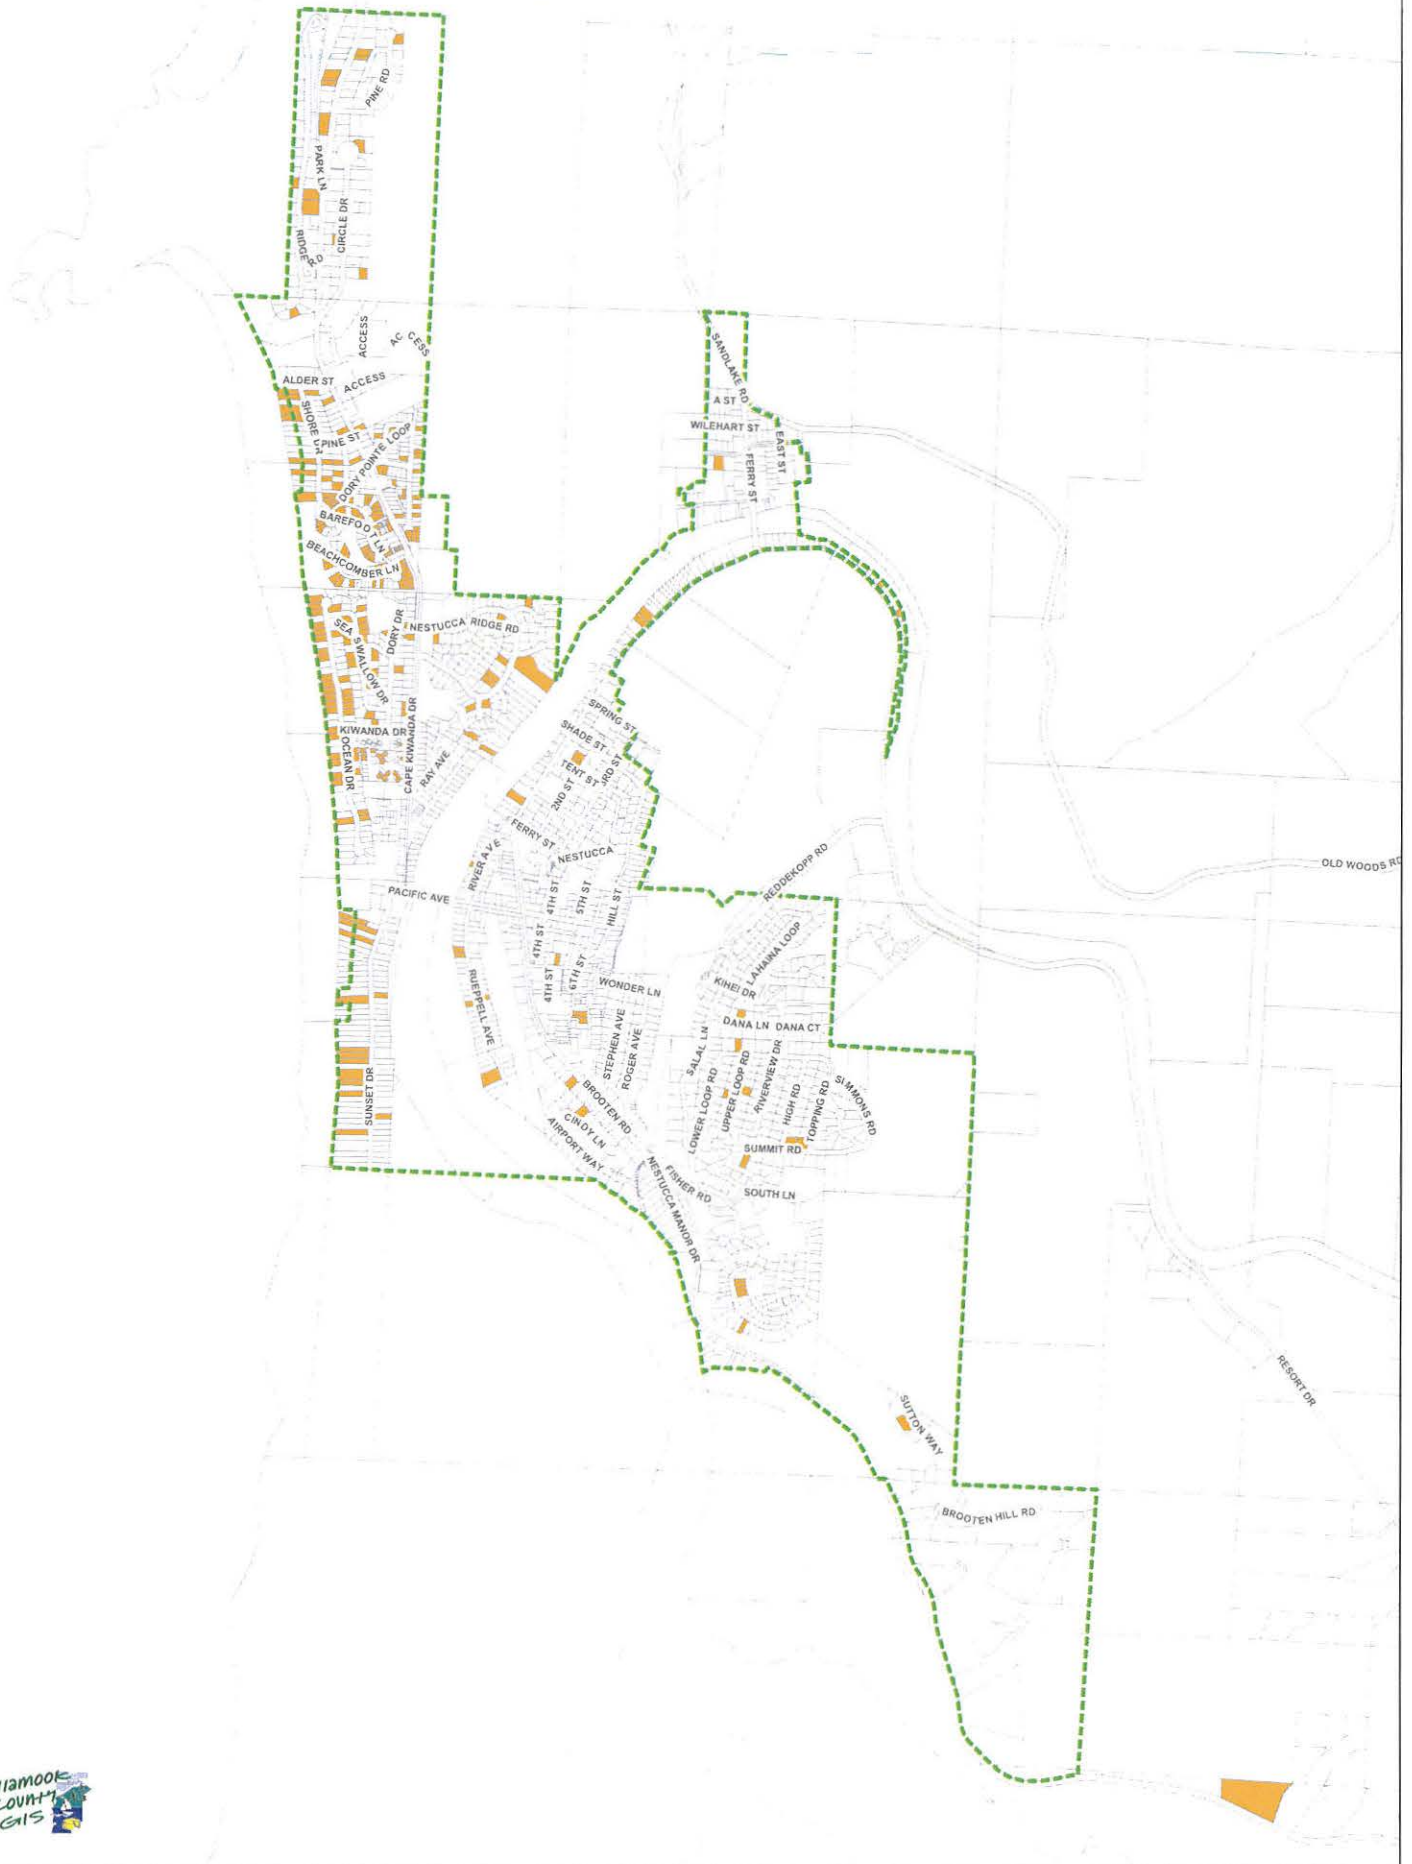 PINE RD
PARK LN
CIRCLE DR
RIDGE RD
ACCESS
ACCESS
ALDER ST
ACCESS
SHORE DR
PINE ST
DORY POINTE LOOP
BAREFOOT LN
BEACHCOMBER LN
SANDLAKE RD
A ST
WILEHART ST
EAST ST
FERRY ST
NESTUCCA RIDGE RD
DORY DR
SEA SWALLOW DR
KIWANDA DR
OCEAN DR
CAPE KIWANDA DR
RAY AVE
SPRING ST
SHADE ST
TENT ST
3RD ST
2ND ST
FERRY ST
NESTUCCA
RIVER AVE
PACIFIC AVE
4TH ST
5TH ST
HILL ST
4TH ST
4TH ST
6TH ST
WONDER LN
RUEPPELL AVE
STEPHEN AVE
ROGER AVE
REDDEKOPP RD
OLD WOODS RD
LAHAINA LOOP
KIHEI DR
DANA LN
DANA CT
SALAL LN
LOWER LOOP RD
UPPER LOOP RD
RIVERVIEW DR
HIGH RD
TOPPING RD
SIMMONS RD
SUNSET DR
BROOTEN RD
CINDY LN
AIRPORT WAY
SUMMIT RD
FISHER RD
SOUTH LN
NESTUCCA MANOR DR
RESORT DR
SUTTON WAY
BROOTEN HILL RD
llamook
County
GIS